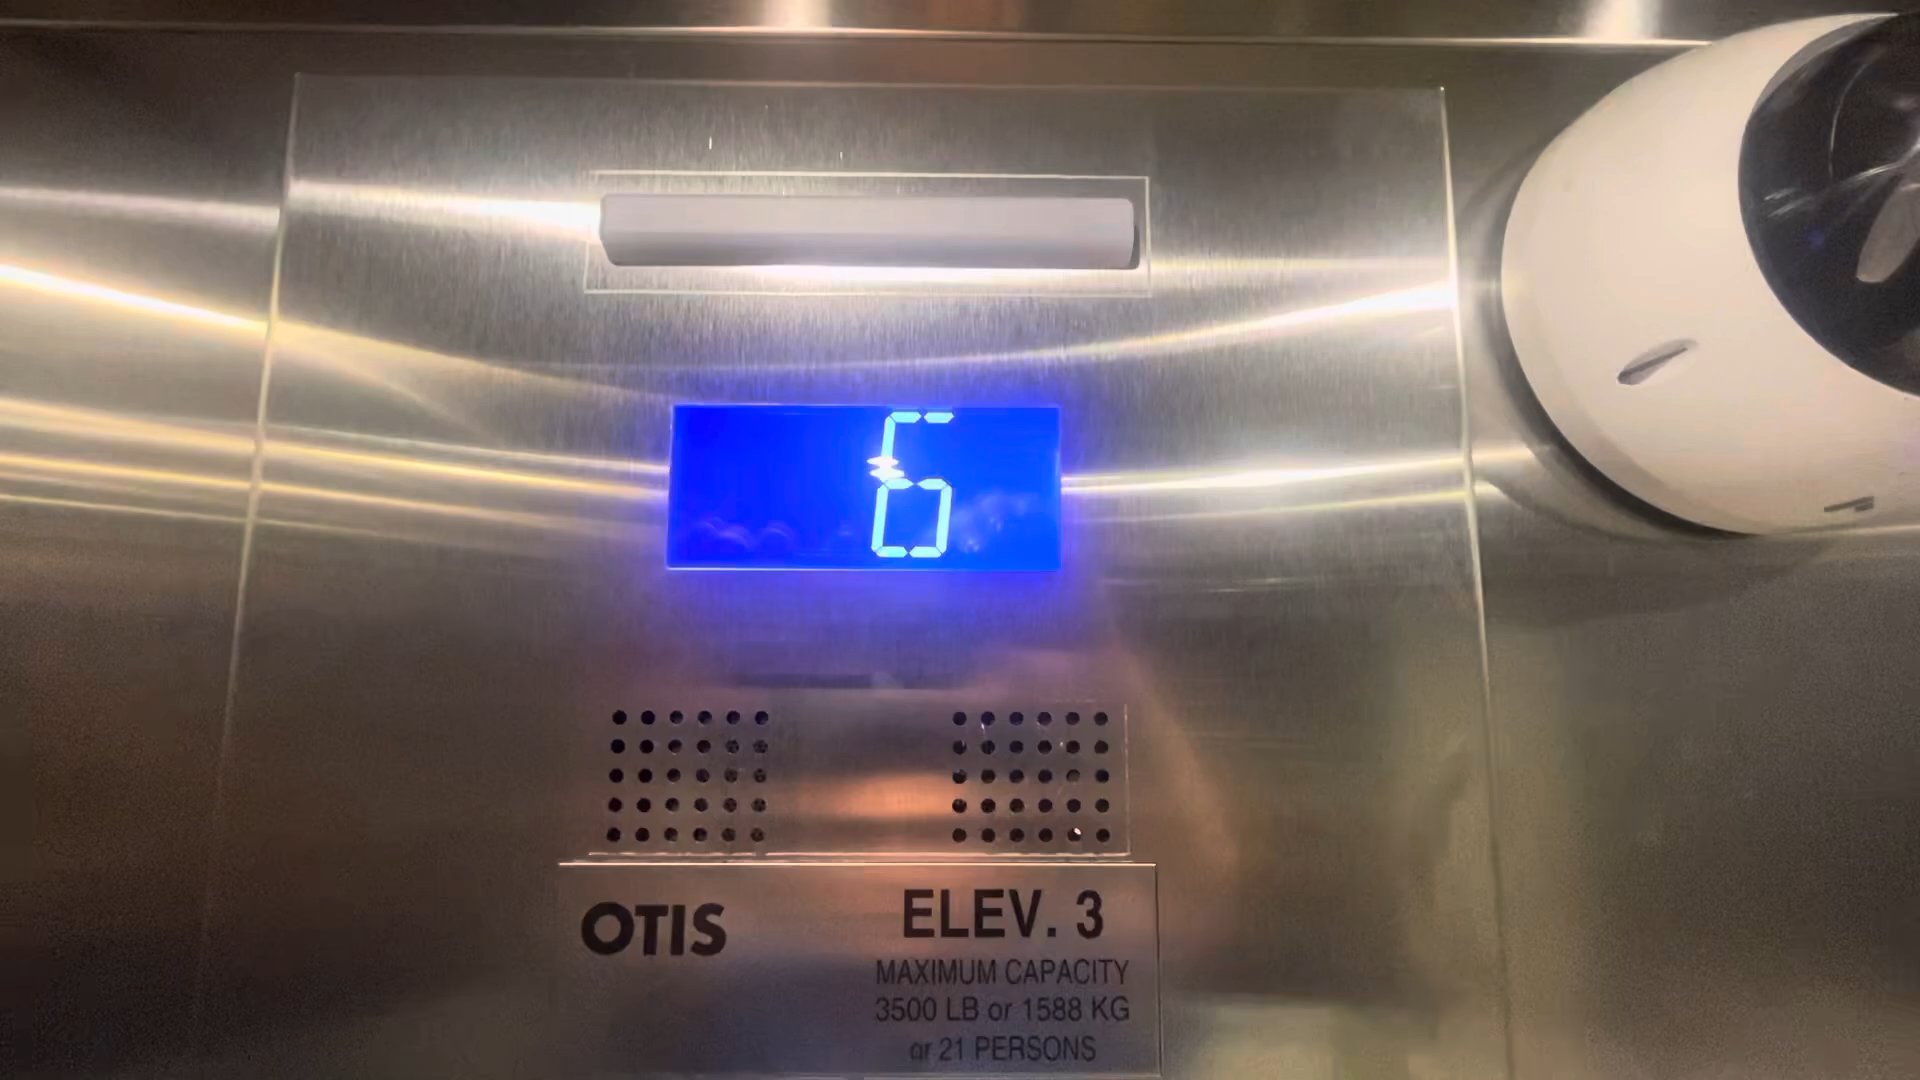 6
OTIS
ELEV. 3
MAXIMUM CAPACITY
3500 LB or 1588 KG
or 21 PERSONS